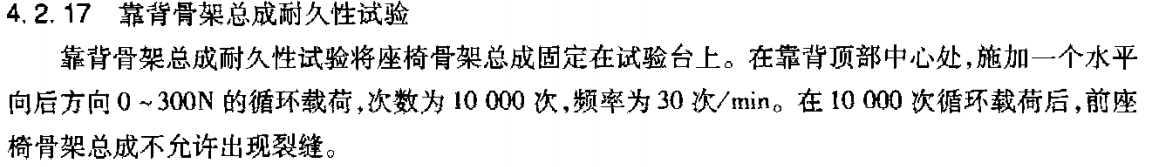 4.2.17 靠背骨架总成耐久性试验
靠背骨架总成耐久性试验将座椅骨架总成固定在试验台上。在靠背顶部中心处,施加一个水平
向后方向0~300N的循环载荷,次数为10 000次,频率为30次/min。在10 000次循环载荷后,前座
椅骨架总成不允许出现裂缝。